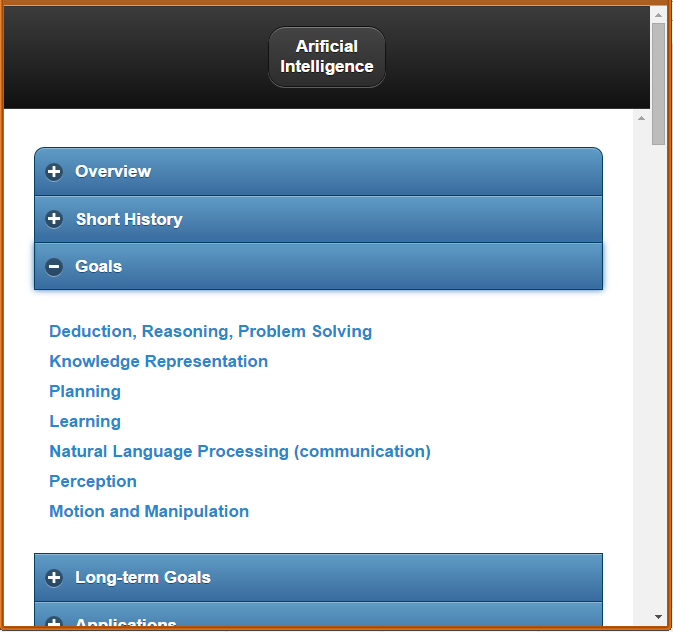 Arificial
Intelligence
Overview
Short History
Goals
Deduction, Reasoning, Problem Solving
Knowledge Representation
Planning
Learning
Natural Language Processing (communication)
Perception
Motion and Manipulation
Long-term Goals
Applications